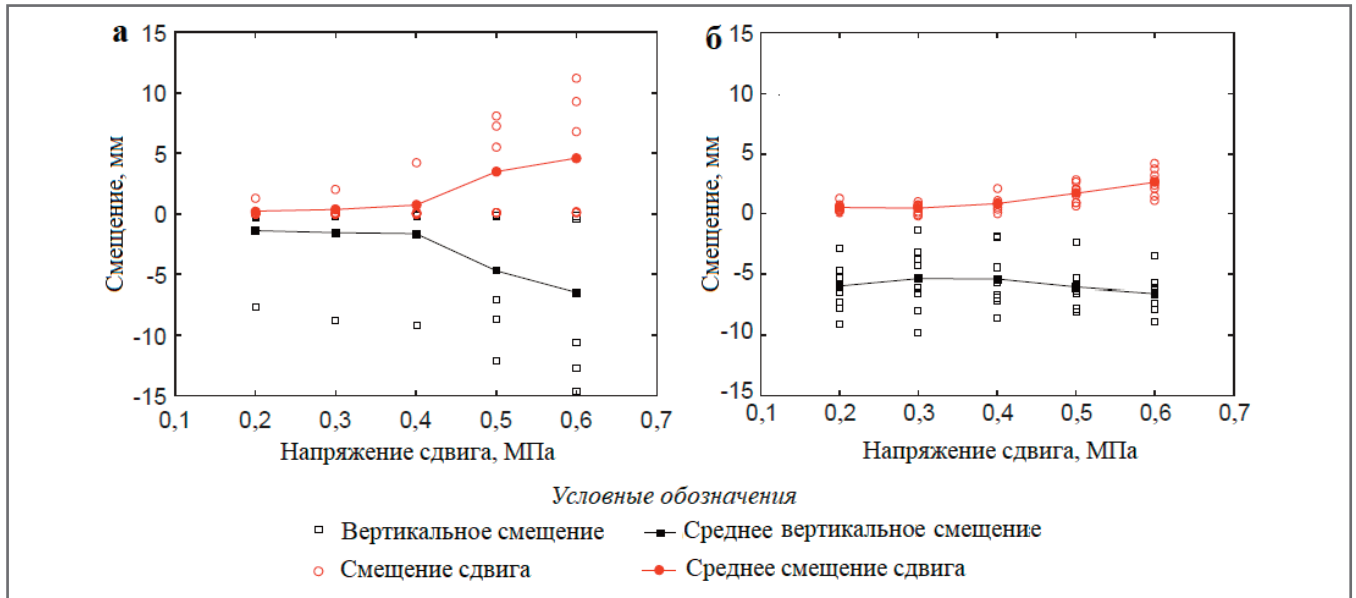 а
15
10
5
0
-5
-10
-15
Смещение, мм
0,1 0,2 0,3 0,4 0,5 0,6 0,7
Напряжение сдвига, МПа
б
15
10
5
0
-5
-10
-15
Смещение, мм
0,1 0,2 0,3 0,4 0,5 0,6 0,7
Напряжение сдвига, МПа
Условные обозначения
Вертикальное смещение
Среднее вертикальное смещение
Смещение сдвига
Среднее смещение сдвига